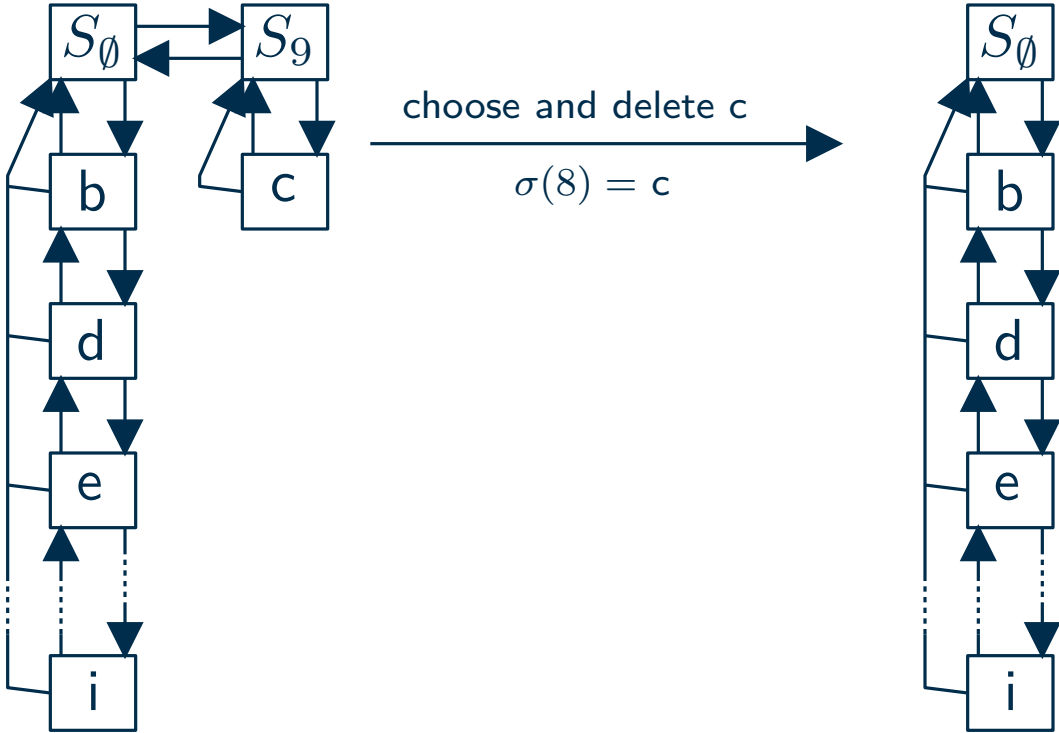 S∅ S9 S∅
choose and delete c
σ(8) = c
b c b
d d
e e
i i